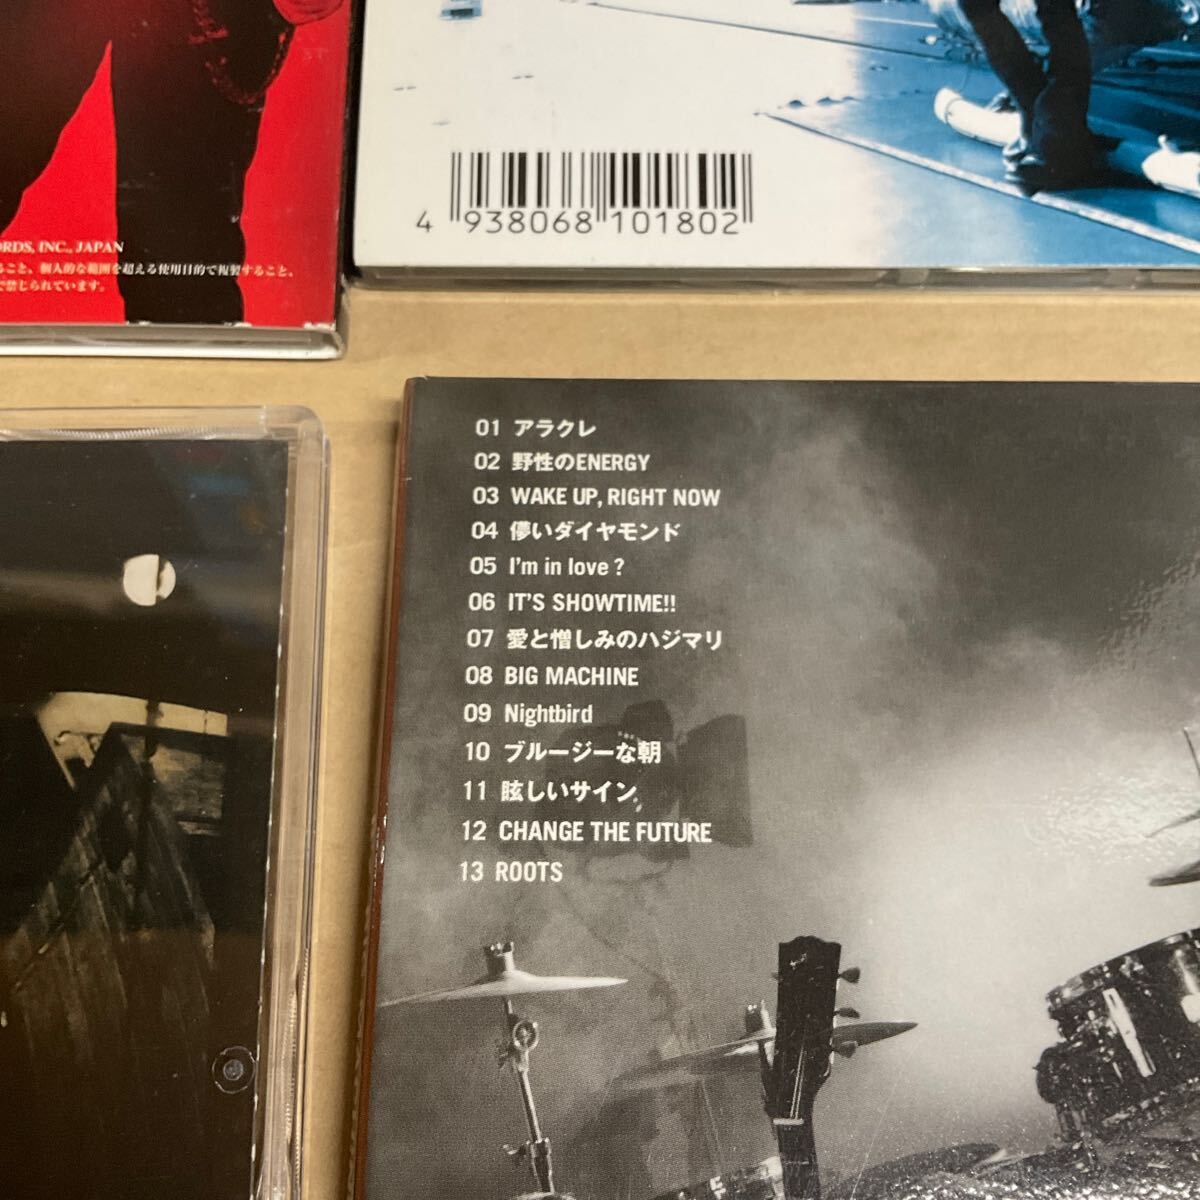 4 938068 101802
ORDS, INC., JAPAN
ること、個人的な範囲を超える使用目的で複製すること、
で禁じられています。
01 アラクレ
02 野性のENERGY
03 WAKE UP, RIGHT NOW
04 儚いダイヤモンド
05 I'm in love?
06 IT'S SHOWTIME!!
07 愛と憎しみのハジマリ
08 BIG MACHINE
09 Nightbird
10 ブルージーな朝
11 眩しいサイン
12 CHANGE THE FUTURE
13 ROOTS